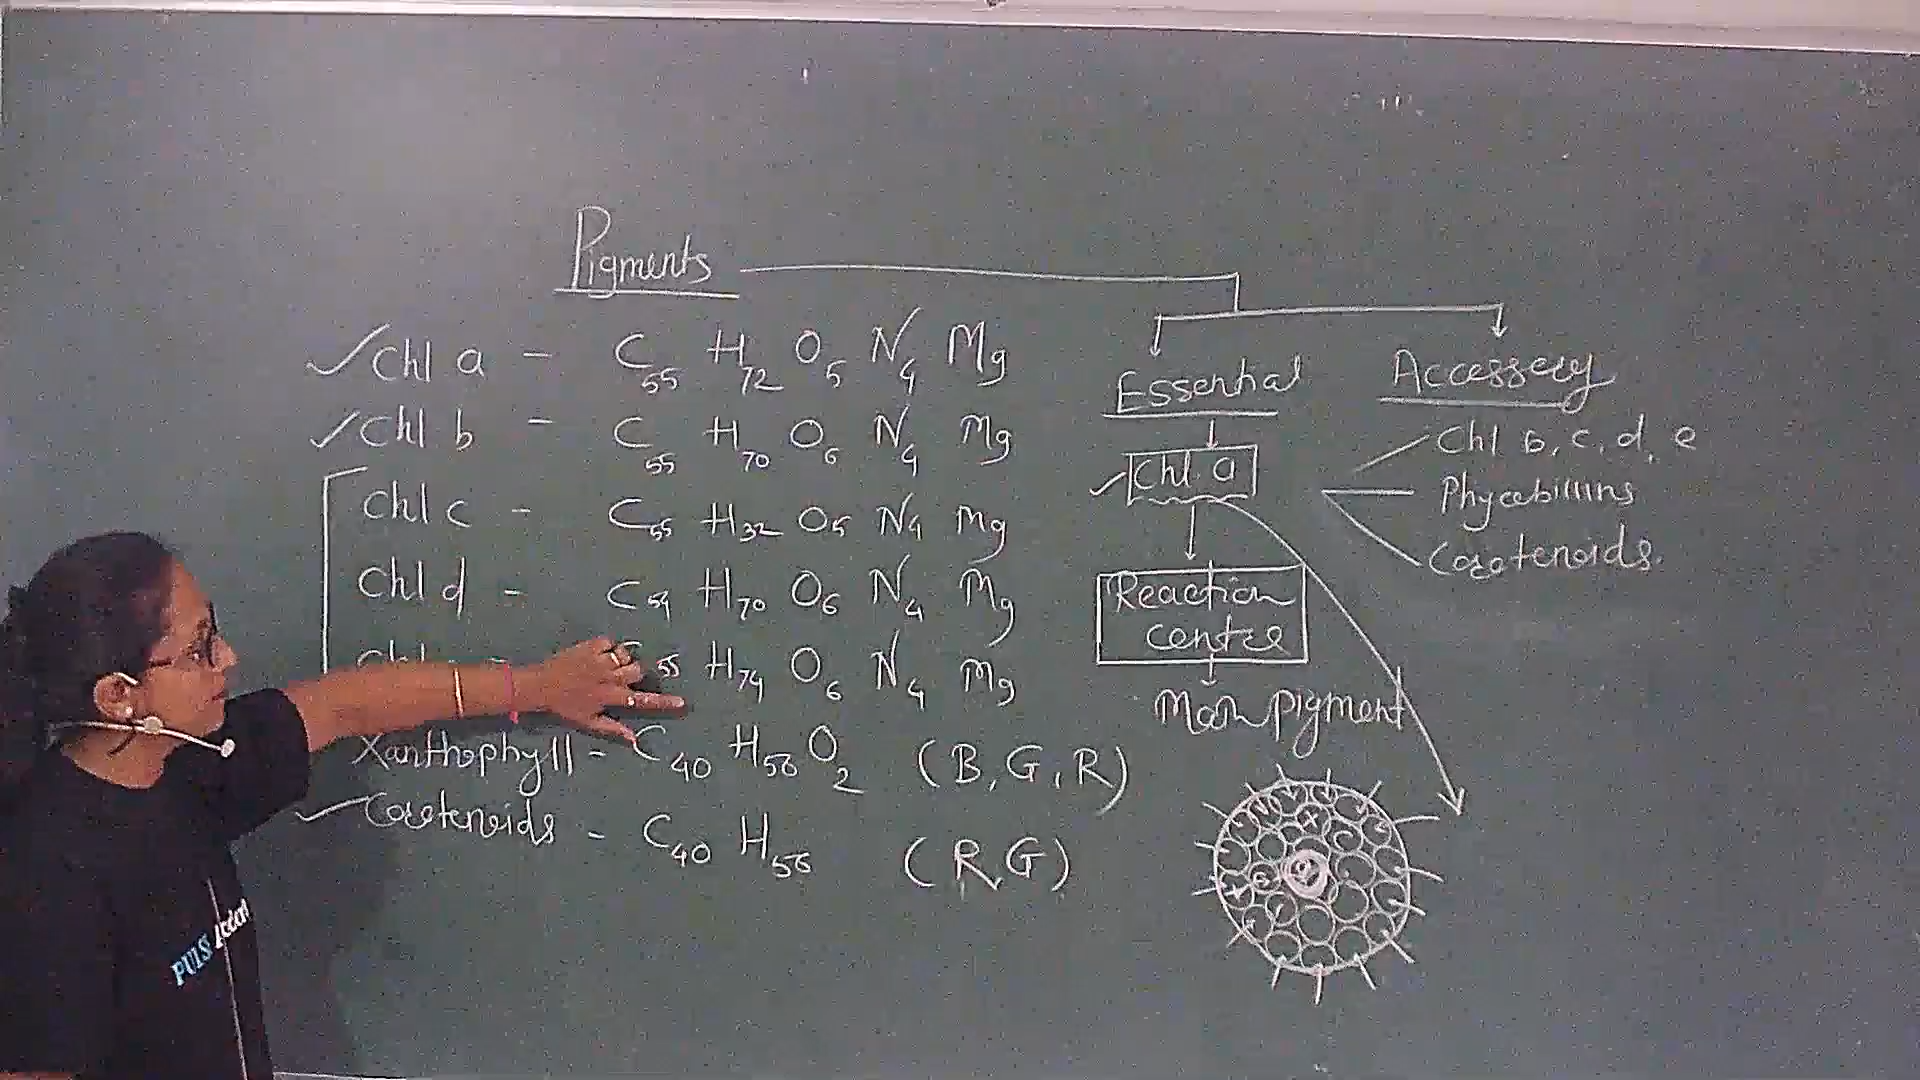 Pigments
✓ Chl a - C55 H72 O5 N4 Mg
✓ Chl b - C55 H70 O6 N4 Mg
Chl c - C55 H32 O5 N4 Mg
Chl d - C54 H70 O6 N4 Mg
55 H74 O6 N4 Mg
Xanthophyll - C40 H56 O2 (B, G, R)
✓ Carotenoids - C40 H56 (R, G)
Essential
✓ Chl. a
Reaction
centre
Main pigment
Accessory
Chl b, c, d, e
Phycobilins
Carotenoids.
PULS